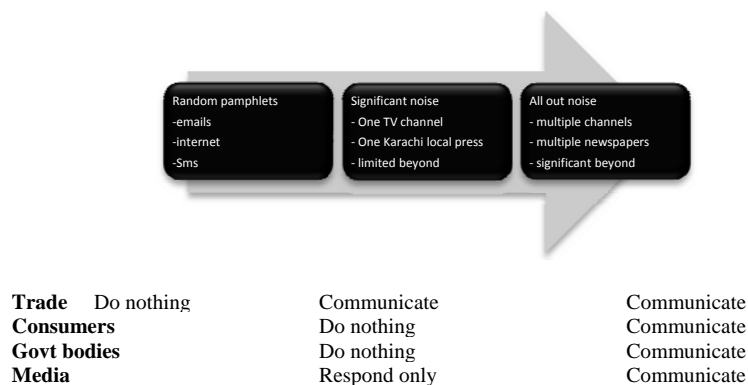 Random pamphlets
-emails
-internet
-Sms
Significant noise
- One TV channel
- One Karachi local press
- limited beyond
All out noise
- multiple channels
- multiple newspapers
- significant beyond
Trade Do nothing Communicate Communicate
Consumers Do nothing Communicate
Govt bodies Do nothing Communicate
Media Respond only Communicate